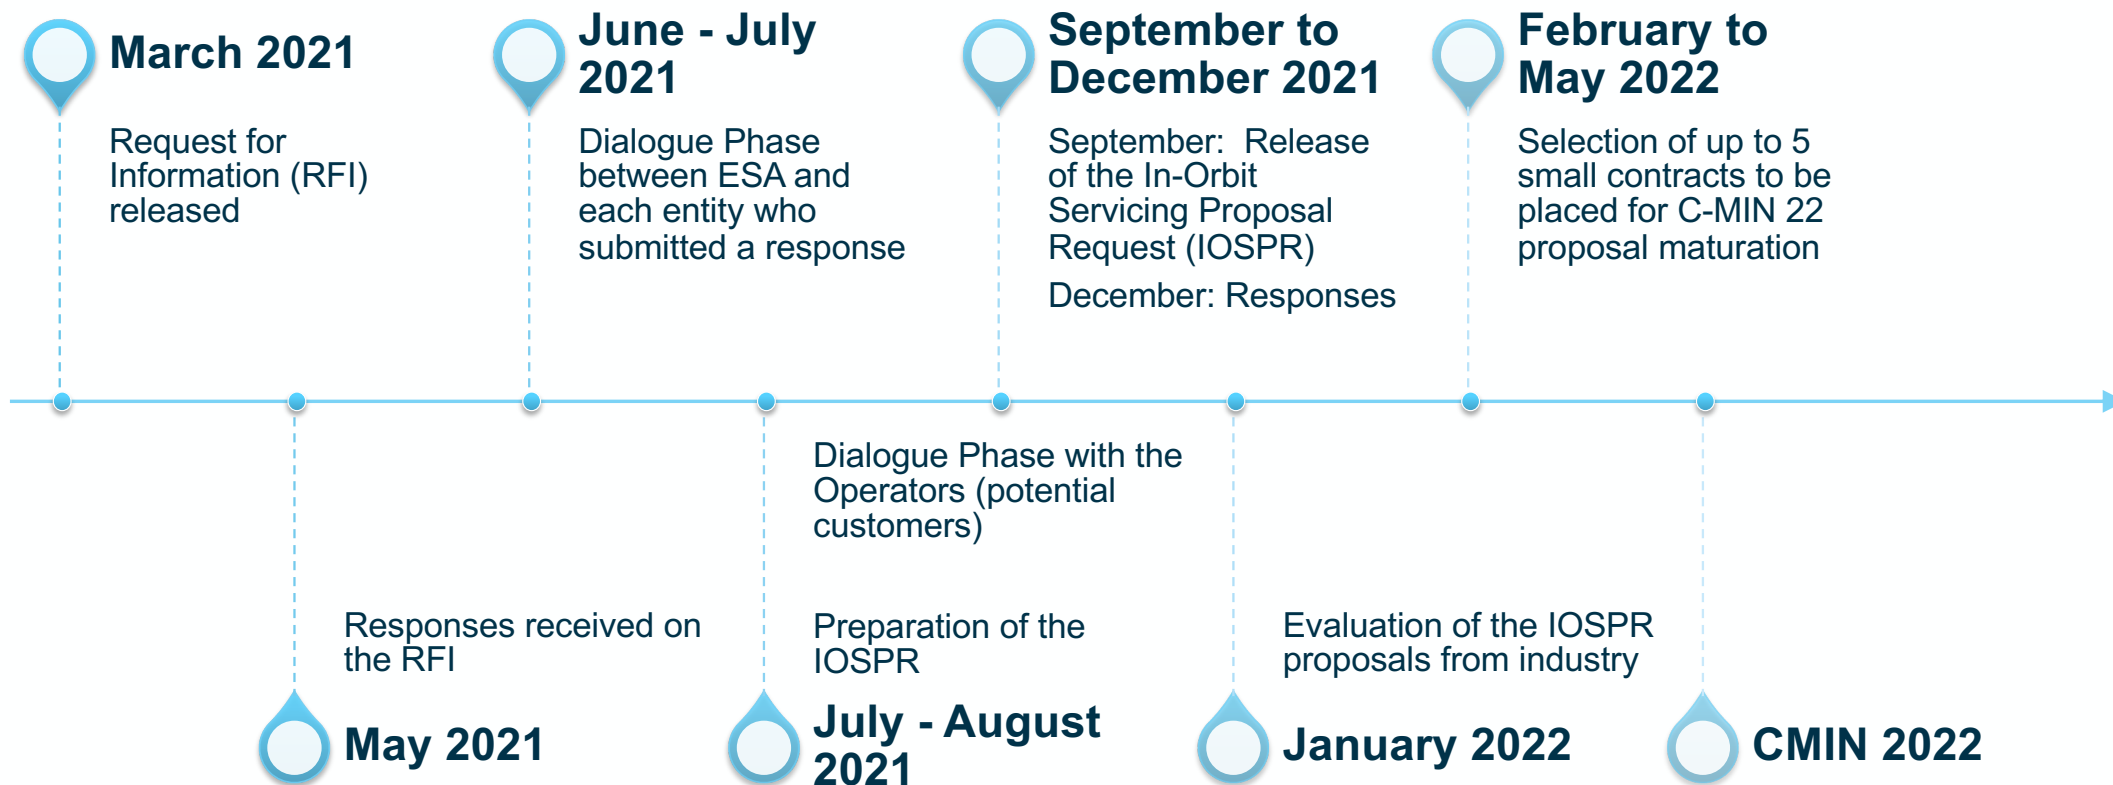 March 2021
Request for
Information (RFI)
released
June - July
2021
Dialogue Phase
between ESA and
each entity who
submitted a response
September to
December 2021
September:  Release
of the In-Orbit
Servicing Proposal
Request (IOSPR)
December: Responses
February to
May 2022
Selection of up to 5
small contracts to be
placed for C-MIN 22
proposal maturation
Responses received on
the RFI
May 2021
Dialogue Phase with the
Operators (potential
customers)
Preparation of the
IOSPR
July - August
2021
Evaluation of the IOSPR
proposals from industry
January 2022
CMIN 2022